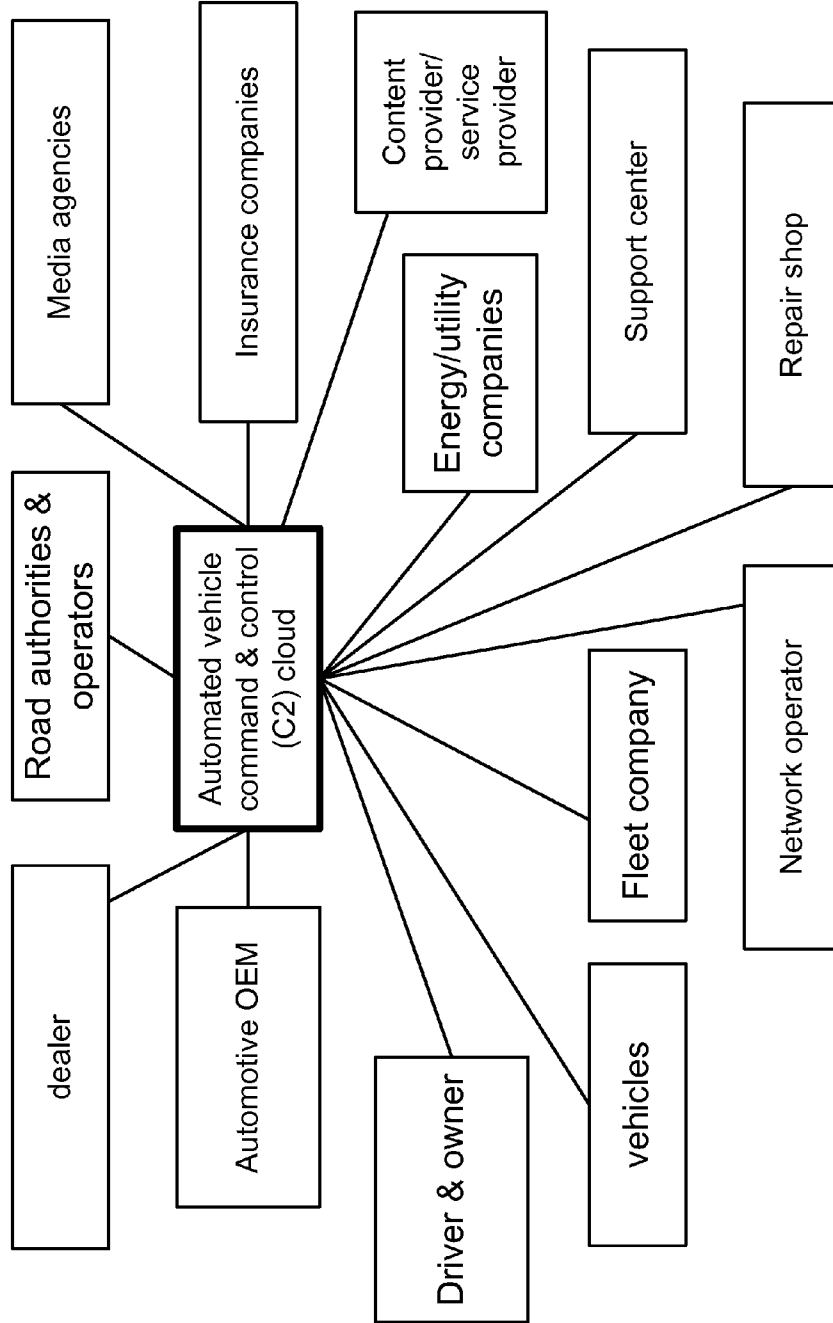 dealer
Road authorities &
operators
Media agencies
Automotive OEM
Automated vehicle
command & control
(C2) cloud
Insurance companies
Content
provider/
service
provider
Driver & owner
Energy/utility
companies
vehicles
Fleet company
Support center
Network operator
Repair shop